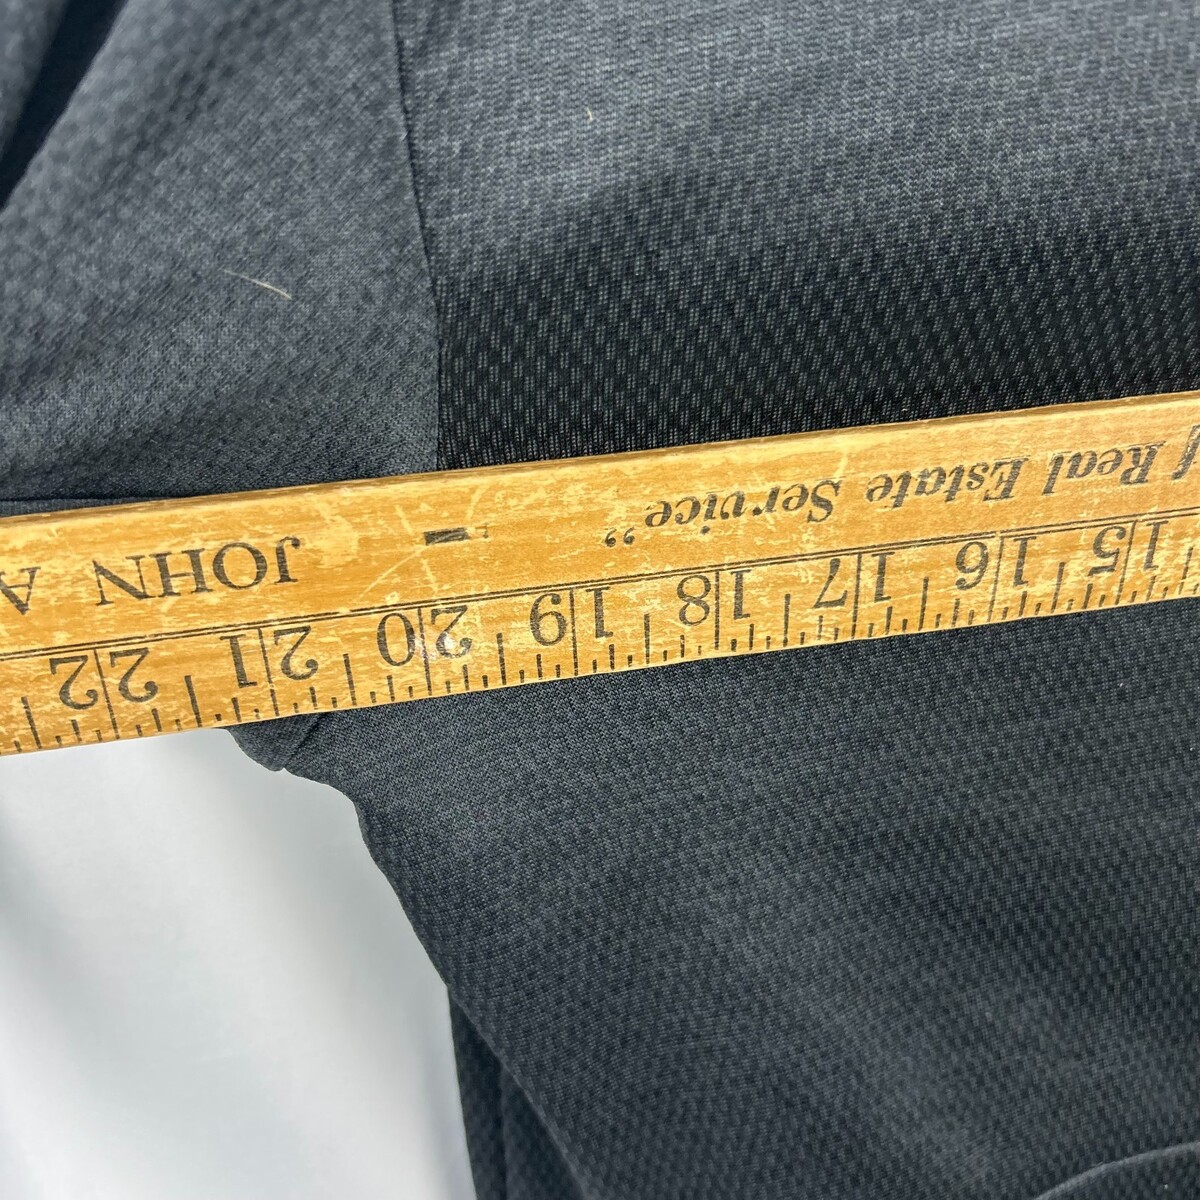 f Real Estate Service"
JOHN A
15 16 17 18 19 20 21 22